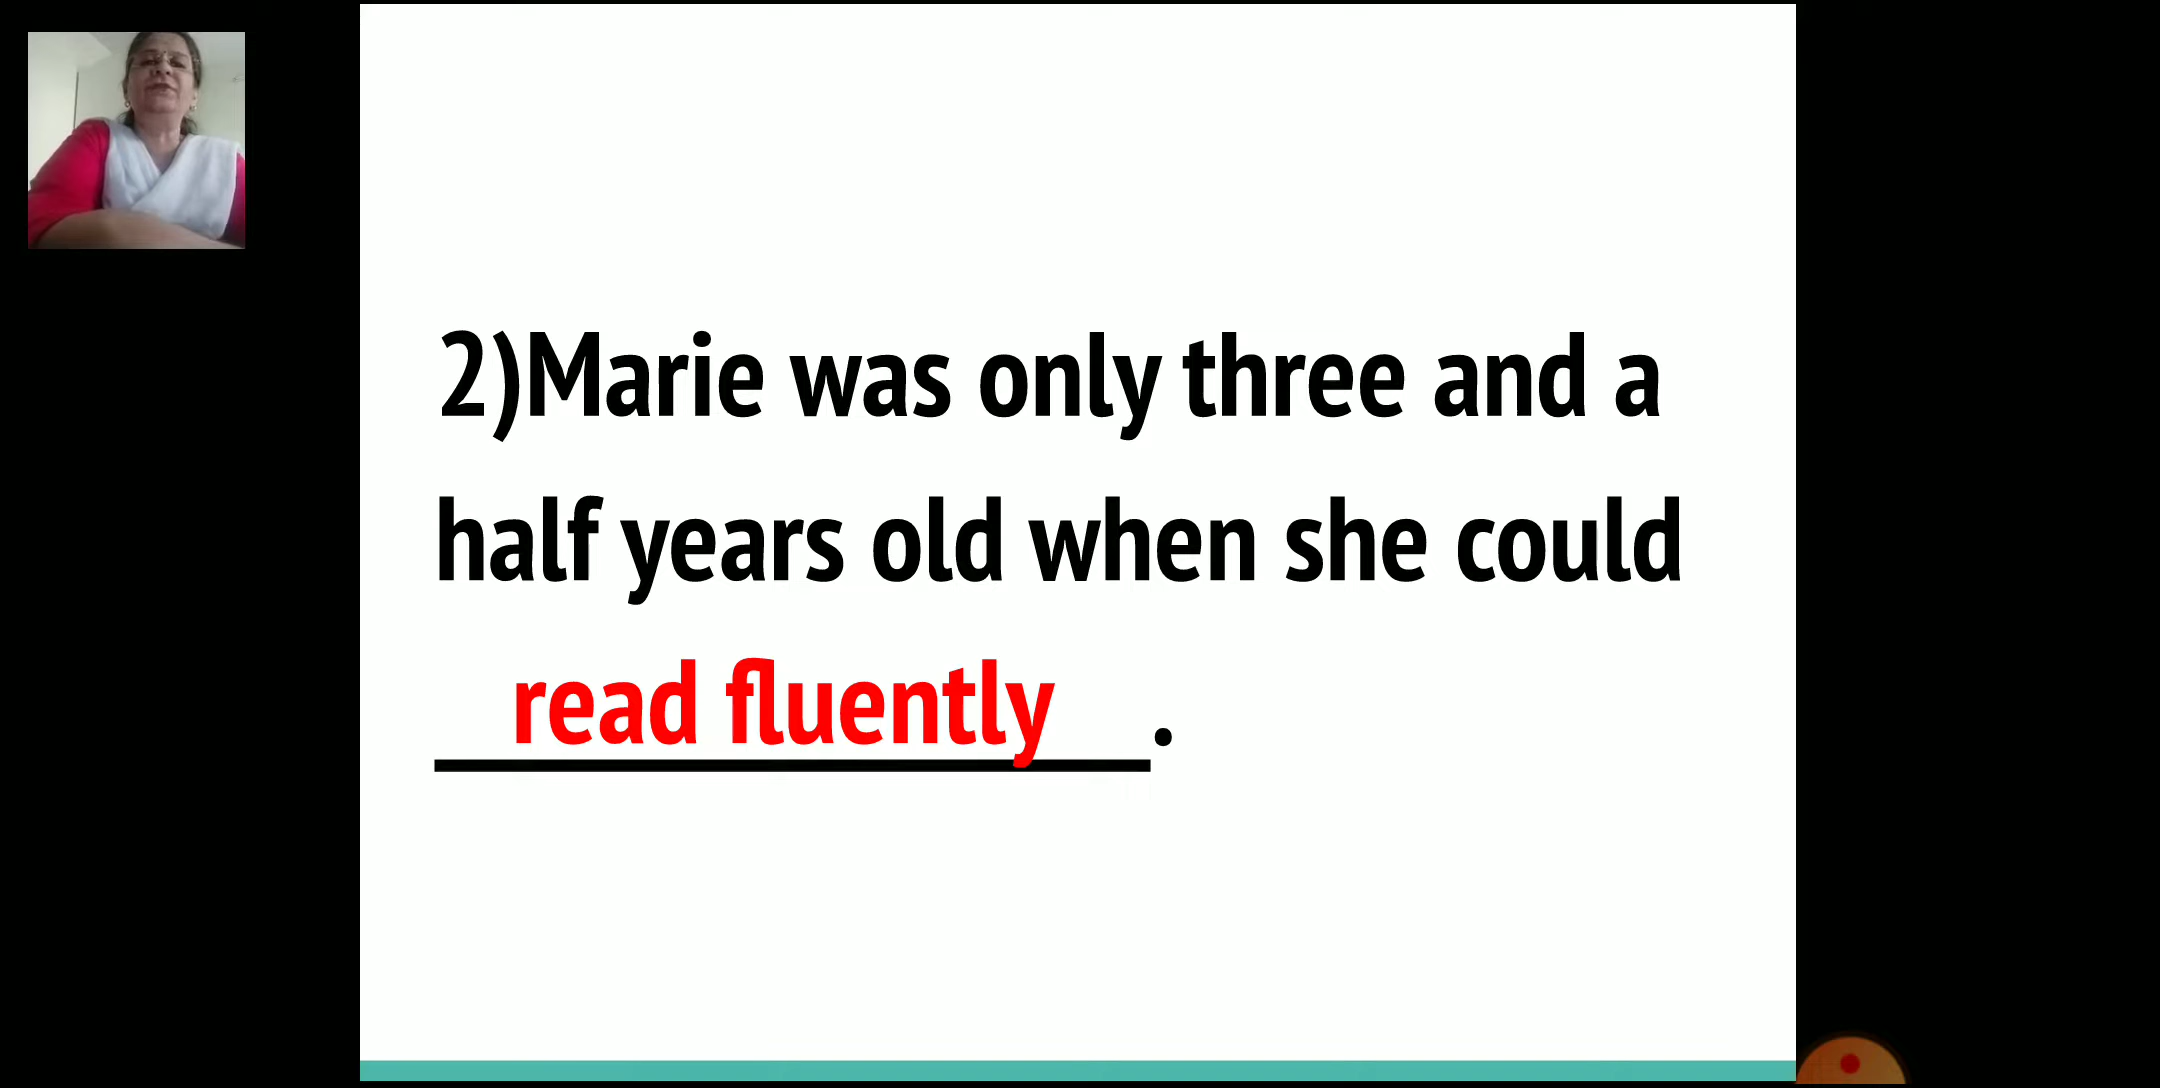 2)Marie was only three and a
half years old when she could
read fluently.